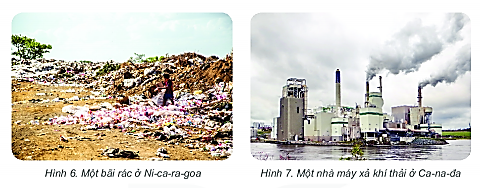 Hình 6. Một bãi rác ở Ni-ca-ra-goa
Hình 7. Một nhà máy xả khí thải ở Ca-na-đa